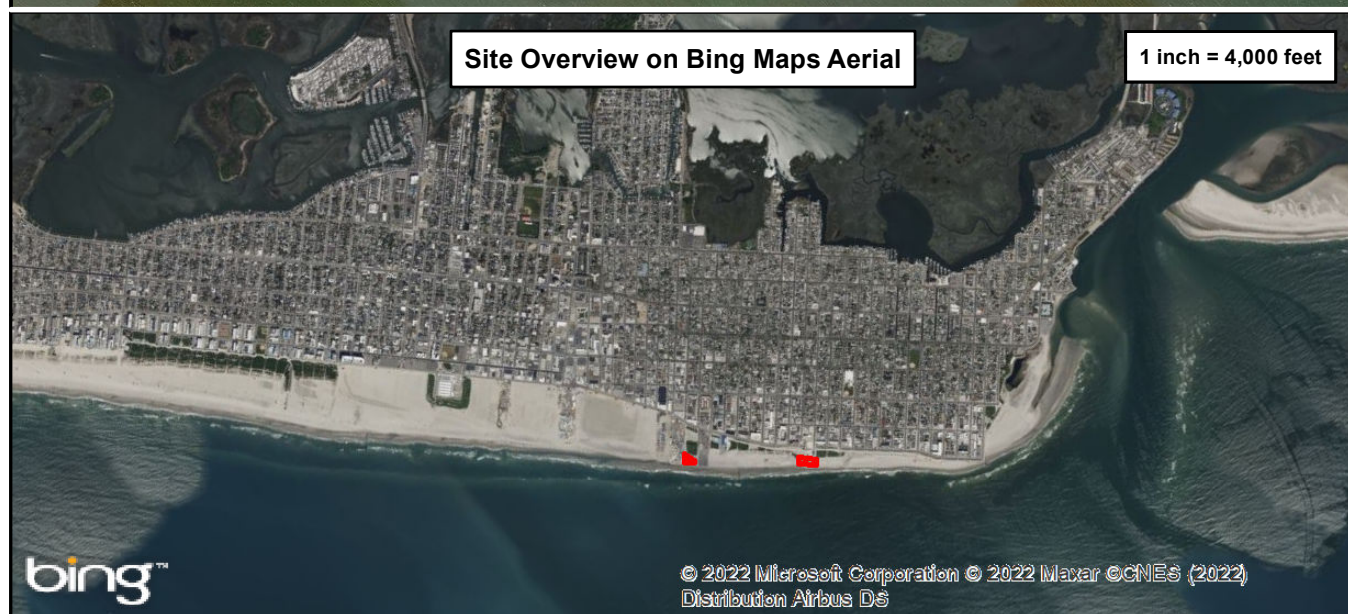 Site Overview on Bing Maps Aerial
1 inch = 4,000 feet
bing™
© 2022 Microsoft Corporation © 2022 Maxar ©CNES (2022)
Distribution Airbus DS